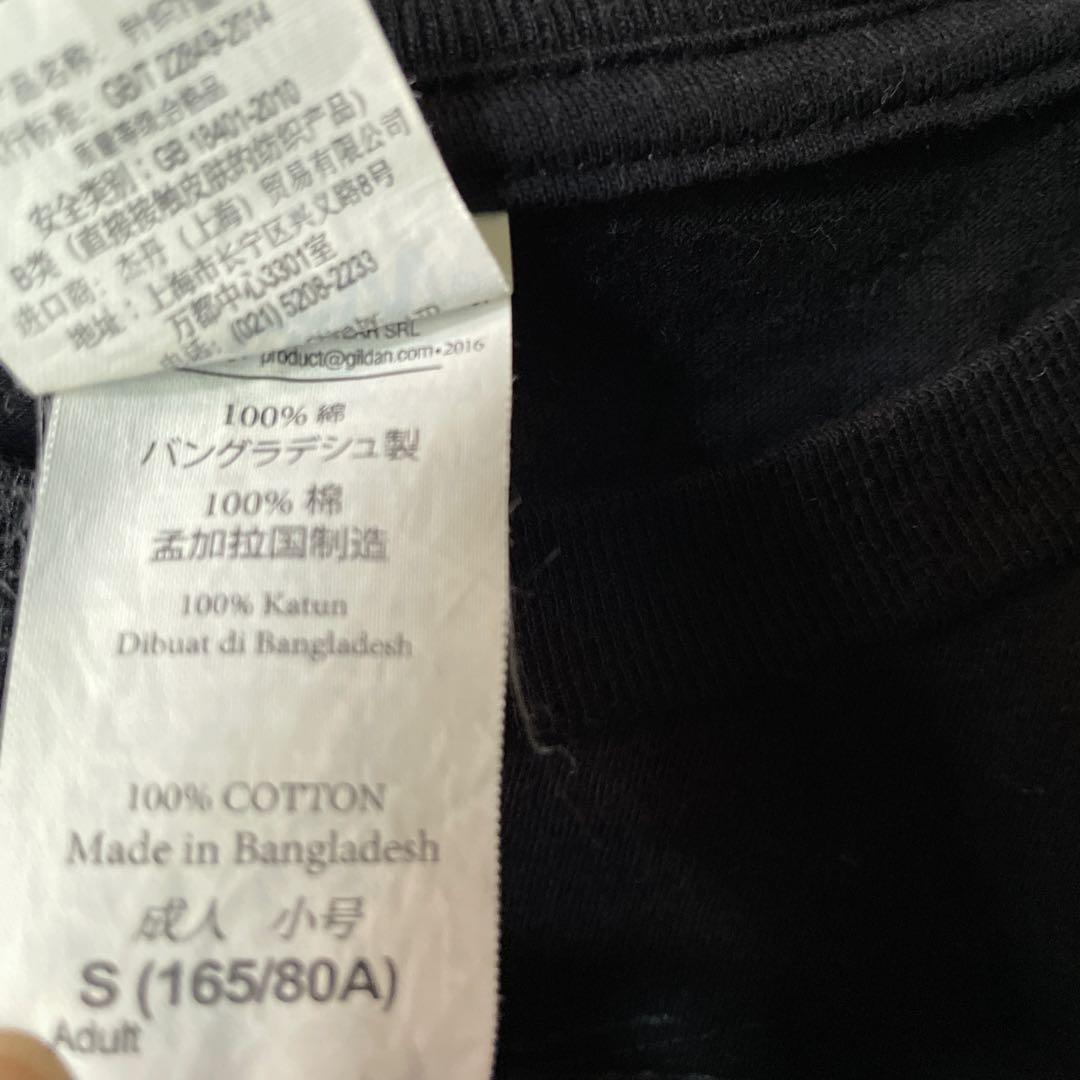 产品名称：针织
执行标准：GB/T 22849-2014
质量等级：合格品
安全类别：GB 18401-2010
B类（直接接触皮肤的纺织产品）
进口商：杰丹（上海）贸易有限公司
地址：上海市长宁区兴义路8号
万都中心3301室
电话：(021) 5208-2233
SRL
product@gildan.com•2016
100% 綿
バングラデシュ製
100% 棉
孟加拉国制造
100% Katun
Dibuat di Bangladesh
100% COTTON
Made in Bangladesh
成人 小号
S (165/80A)
Adult